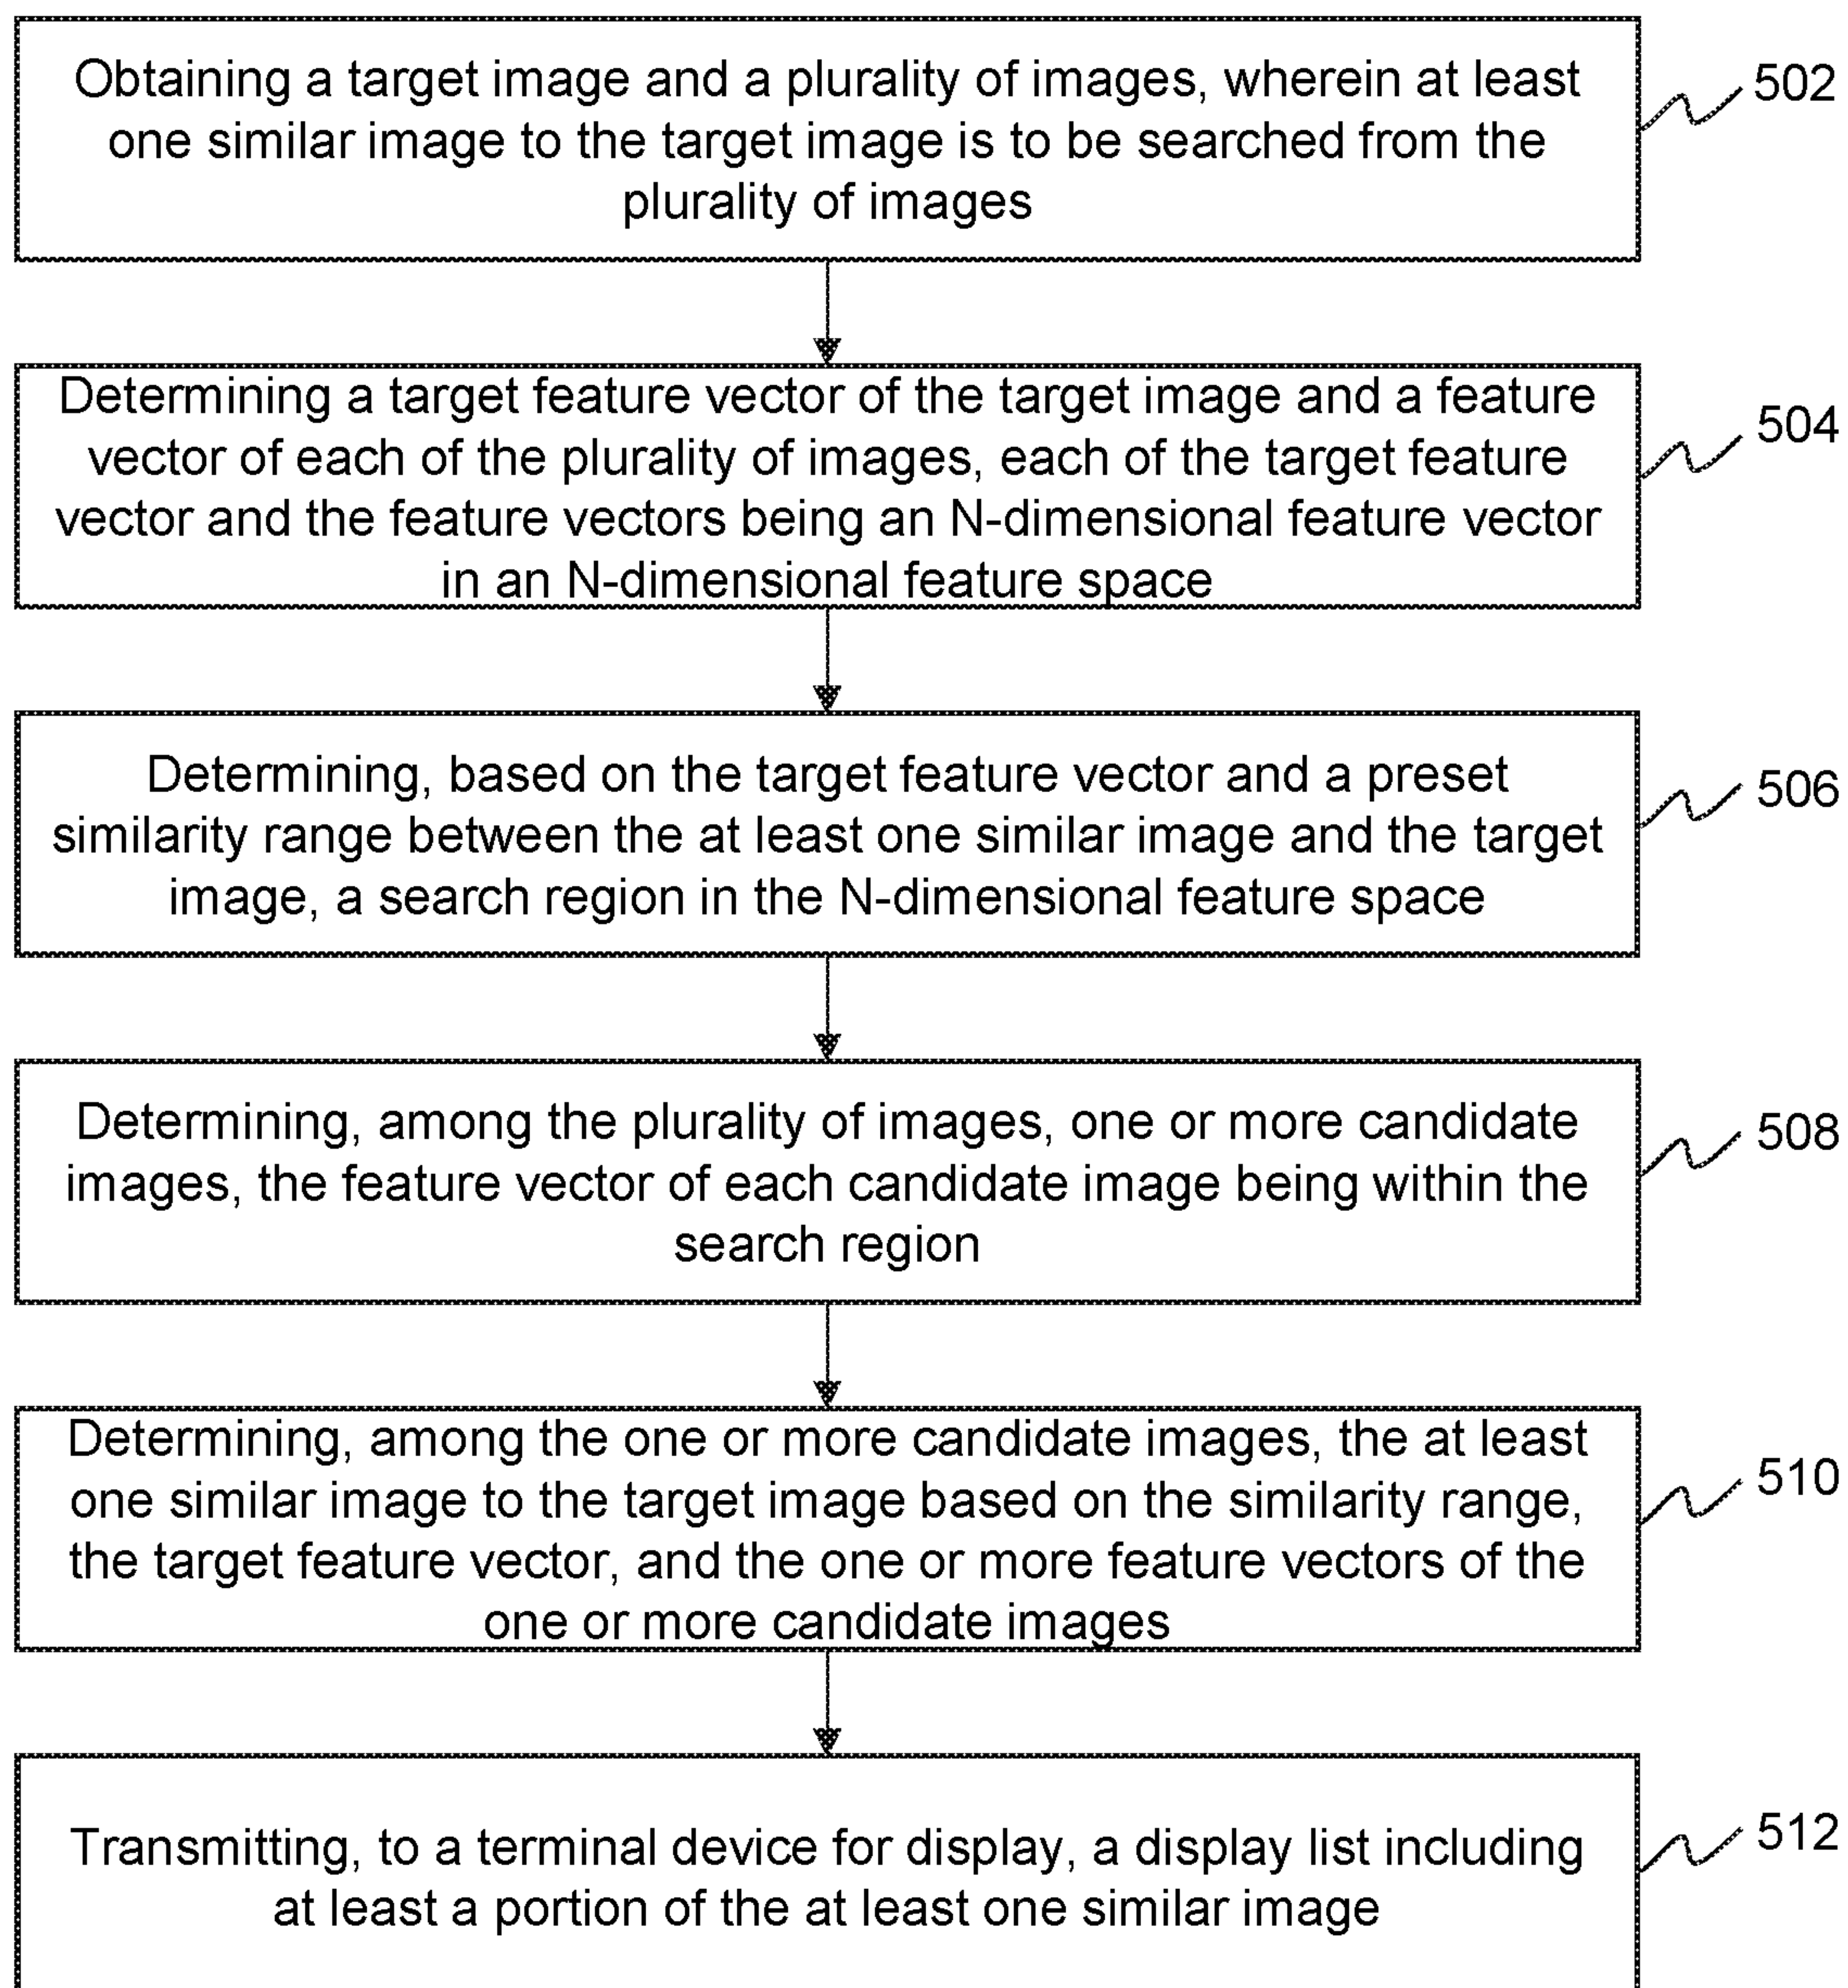 Obtaining a target image and a plurality of images, wherein at least
one similar image to the target image is to be searched from the
plurality of images
502
Determining a target feature vector of the target image and a feature
vector of each of the plurality of images, each of the target feature
vector and the feature vectors being an N-dimensional feature vector
in an N-dimensional feature space
504
Determining, based on the target feature vector and a preset
similarity range between the at least one similar image and the target
image, a search region in the N-dimensional feature space
506
Determining, among the plurality of images, one or more candidate
images, the feature vector of each candidate image being within the
search region
508
Determining, among the one or more candidate images, the at least
one similar image to the target image based on the similarity range,
the target feature vector, and the one or more feature vectors of the
one or more candidate images
510
Transmitting, to a terminal device for display, a display list including
at least a portion of the at least one similar image
512